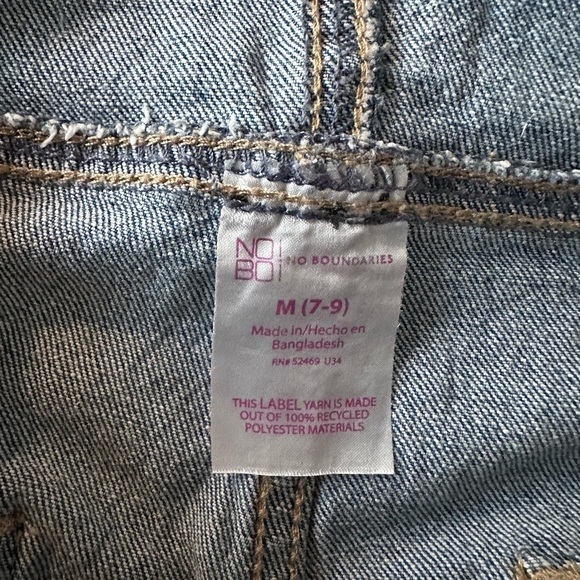 NO
BO
NO BOUNDARIES
M (7-9)
Made in/Hecho en
Bangladesh
RN# 52469 U34
THIS LABEL YARN IS MADE
OUT OF 100% RECYCLED
POLYESTER MATERIALS